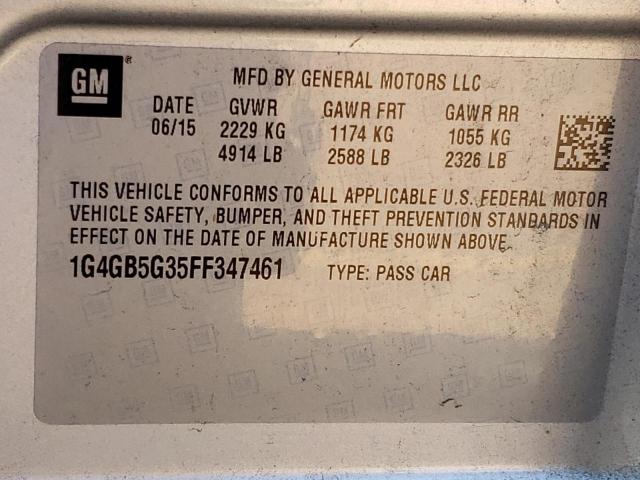 GM®
MFD BY GENERAL MOTORS LLC
DATE GVWR GAWR FRT GAWR RR
06/15 2229 KG 1174 KG 1055 KG
4914 LB 2588 LB 2326 LB
THIS VEHICLE CONFORMS TO ALL APPLICABLE U.S. FEDERAL MOTOR
VEHICLE SAFETY, BUMPER, AND THEFT PREVENTION STANDARDS IN
EFFECT ON THE DATE OF MANUFACTURE SHOWN ABOVE.
1G4GB5G35FF347461 TYPE: PASS CAR